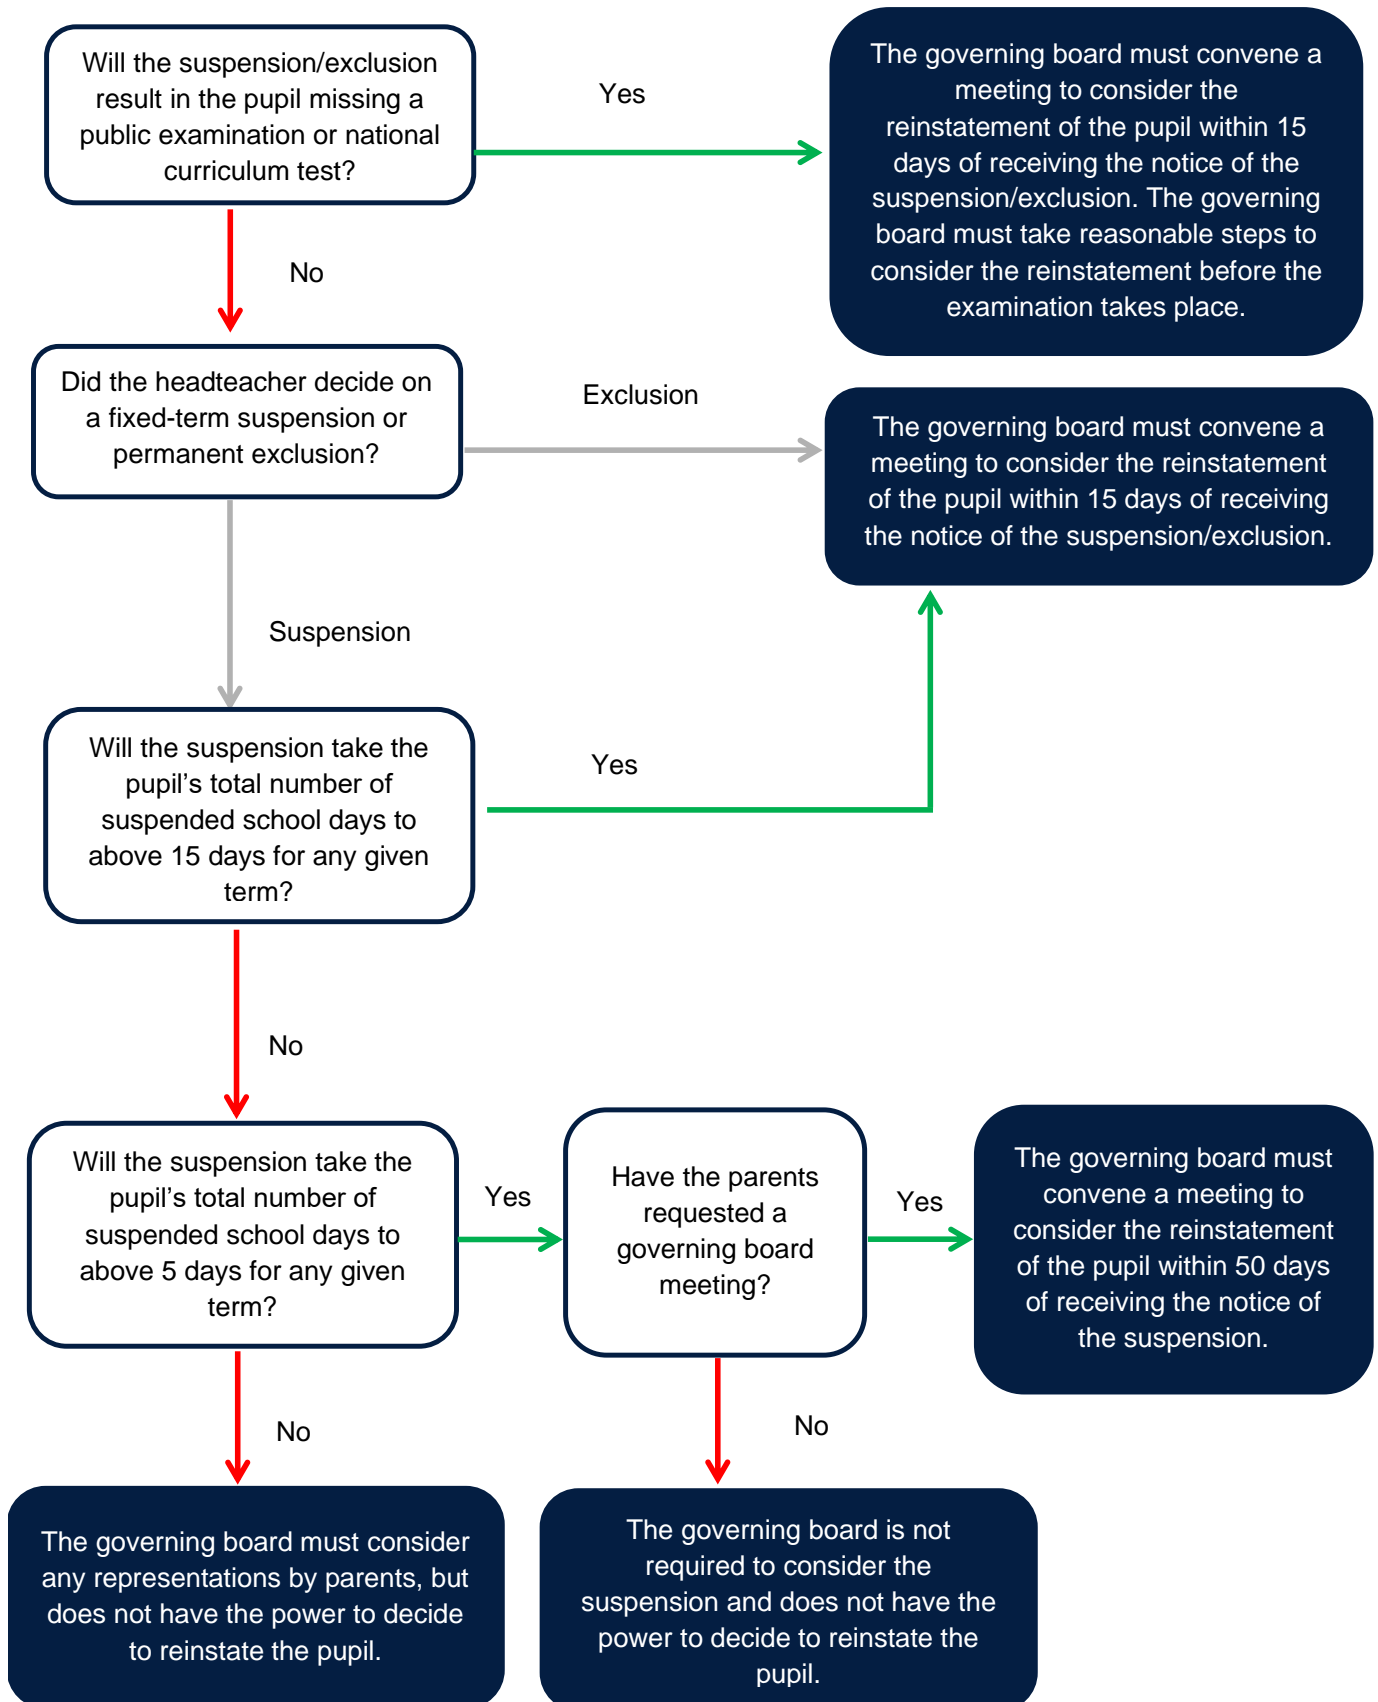 Will the suspension/exclusion
result in the pupil missing a
public examination or national
curriculum test?
Yes
The governing board must convene a
meeting to consider the
reinstatement of the pupil within 15
days of receiving the notice of the
suspension/exclusion. The governing
board must take reasonable steps to
consider the reinstatement before the
examination takes place.
No
Did the headteacher decide on
a fixed-term suspension or
permanent exclusion?
Exclusion
The governing board must convene a
meeting to consider the reinstatement
of the pupil within 15 days of receiving
the notice of the suspension/exclusion.
Suspension
Will the suspension take the
pupil’s total number of
suspended school days to
above 15 days for any given
term?
Yes
No
Will the suspension take the
pupil’s total number of
suspended school days to
above 5 days for any given
term?
Yes
Have the parents
requested a
governing board
meeting?
Yes
The governing board must
convene a meeting to
consider the reinstatement
of the pupil within 50 days
of receiving the notice of
the suspension.
No
No
The governing board must consider
any representations by parents, but
does not have the power to decide
to reinstate the pupil.
The governing board is not
required to consider the
suspension and does not have the
power to decide to reinstate the
pupil.